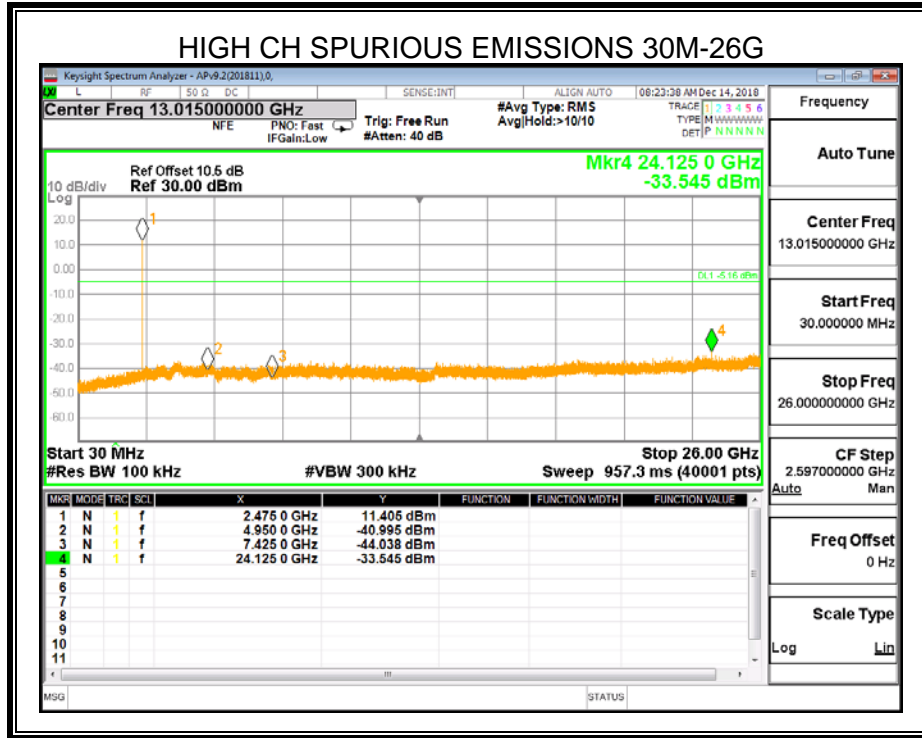 HIGH CH SPURIOUS EMISSIONS 30M-26G
Keysight Spectrum Analyzer - APv9.2(201811),0,
L RF 50 Ω DC SENSE:INT ALIGN AUTO 08:23:38 AM Dec 14, 2018
Center Freq 13.015000000 GHz
NFE
PNO: Fast
IFGain:Low
Trig: Free Run
#Atten: 40 dB
#Avg Type: RMS
Avg|Hold:>10/10
TRACE 1 2 3 4 5 6
TYPE M WWWWW
DET P N N N N N
Frequency
Auto Tune
Center Freq
13.015000000 GHz
Start Freq
30.000000 MHz
Stop Freq
26.000000000 GHz
CF Step
2.597000000 GHz
Auto Man
Freq Offset
0 Hz
Scale Type
Log Lin
Mkr4 24.125 0 GHz
-33.545 dBm
Ref Offset 10.5 dB
10 dB/div Ref 30.00 dBm
Log
20.0
10.0
0.00
-10.0
-20.0
-30.0
-40.0
-50.0
-60.0
1
2
3
4
DL1 -5.16 dBm
Start 30 MHz Stop 26.00 GHz
#Res BW 100 kHz #VBW 300 kHz Sweep 957.3 ms (40001 pts)
MKR MODE TRC SCL X Y FUNCTION FUNCTION WIDTH FUNCTION VALUE
1 N 1 f 2.475 0 GHz 11.405 dBm
2 N 1 f 4.950 0 GHz -40.995 dBm
3 N 1 f 7.425 0 GHz -44.038 dBm
4 N 1 f 24.125 0 GHz -33.545 dBm
5
6
7
8
9
10
11
MSG STATUS